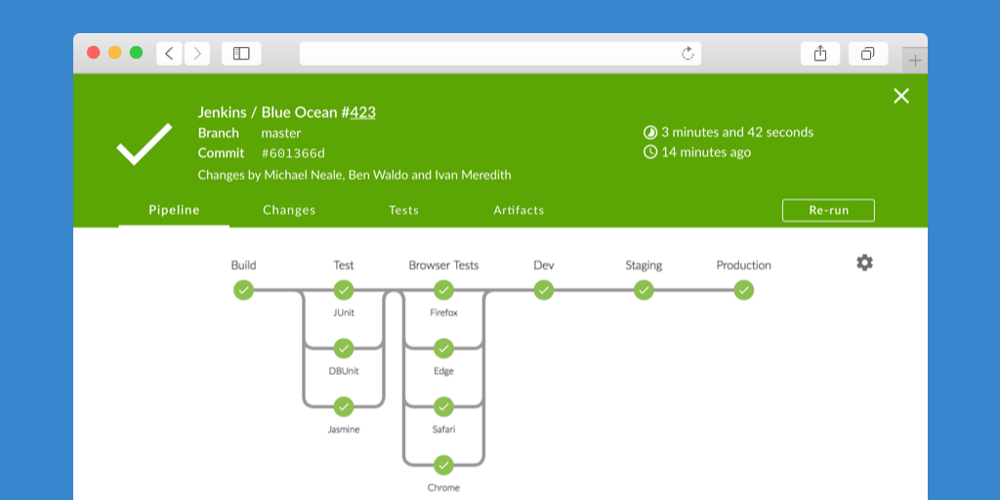 Jenkins / Blue Ocean #423
Branch master
Commit #601366d
3 minutes and 42 seconds
14 minutes ago
Changes by Michael Neale, Ben Waldo and Ivan Meredith
Pipeline Changes Tests Artifacts Re-run
Build Test Browser Tests Dev Staging Production
JUnit Firefox
DBUnit Edge
Jasmine Safari
Chrome